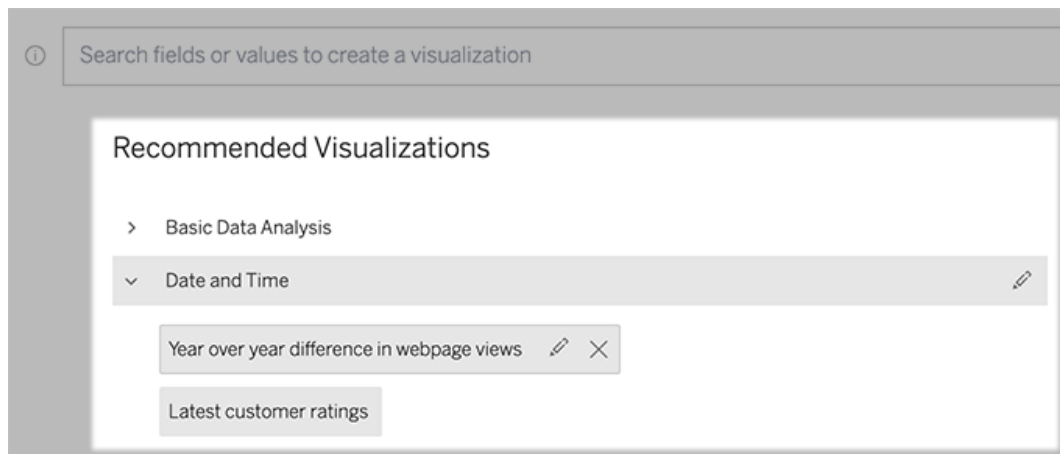 Search fields or values to create a visualization
Recommended Visualizations
Basic Data Analysis
Date and Time
Year over year difference in webpage views
Latest customer ratings